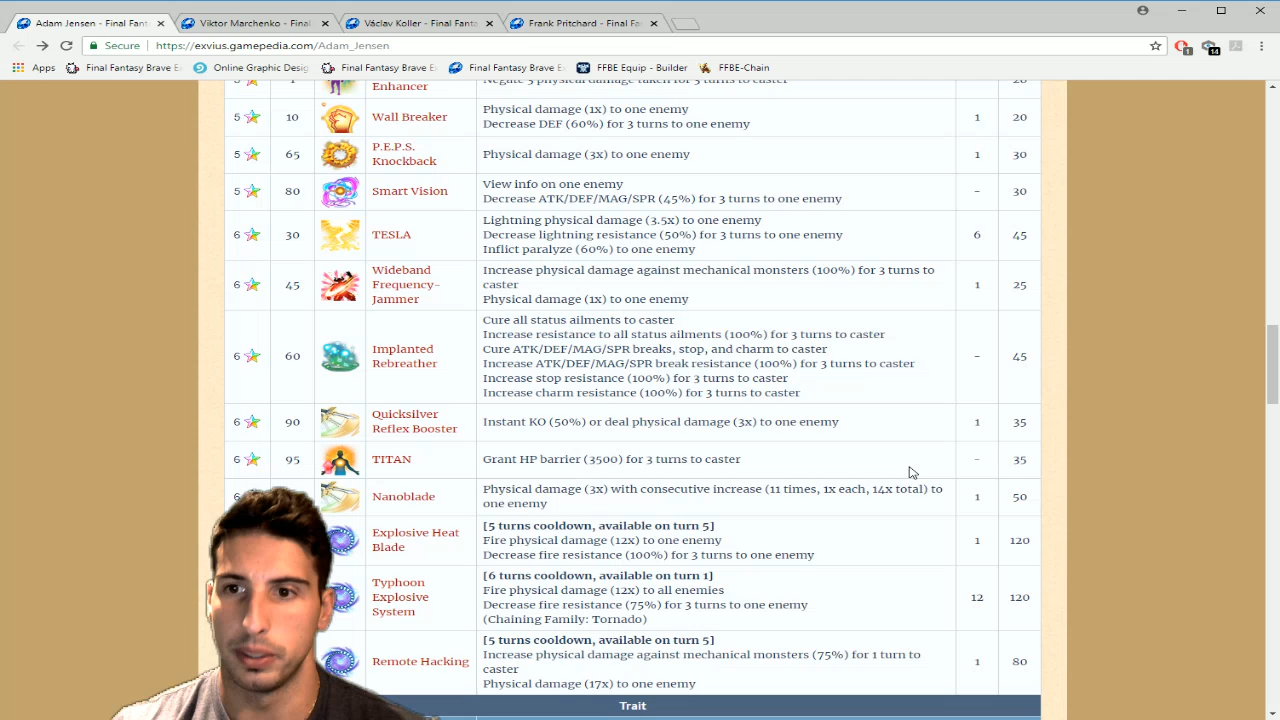 Adam Jensen - Final Fant
Viktor Marchenko - Final
Václav Koller - Final Fanta
Frank Pritchard - Final Fa
Secure https://exvius.gamepedia.com/Adam_Jensen
Apps Final Fantasy Brave E Online Graphic Desig Final Fantasy Brave E Final Fantasy Brave E FFBE Equip - Builder FFBE-Chain
Enhancer
Negate 3 physical damage taken for 3 turns to caster
5 10 Wall Breaker
Physical damage (1x) to one enemy
Decrease DEF (60%) for 3 turns to one enemy
1 20
5 65 P.E.P.S.
Knockback
Physical damage (3x) to one enemy
1 30
5 80 Smart Vision
View info on one enemy
Decrease ATK/DEF/MAG/SPR (45%) for 3 turns to one enemy
- 30
6 30 TESLA
Lightning physical damage (3.5x) to one enemy
Decrease lightning resistance (50%) for 3 turns to one enemy
Inflict paralyze (60%) to one enemy
6 45
6 45 Wideband
Frequency-
Jammer
Increase physical damage against mechanical monsters (100%) for 3 turns to
caster
Physical damage (1x) to one enemy
1 25
6 60 Implanted
Rebreather
Cure all status ailments to caster
Increase resistance to all status ailments (100%) for 3 turns to caster
Cure ATK/DEF/MAG/SPR breaks, stop, and charm to caster
Increase ATK/DEF/MAG/SPR break resistance (100%) for 3 turns to caster
Increase stop resistance (100%) for 3 turns to caster
Increase charm resistance (100%) for 3 turns to caster
- 45
6 90 Quicksilver
Reflex Booster
Instant KO (50%) or deal physical damage (3x) to one enemy
1 35
6 95 TITAN
Grant HP barrier (3500) for 3 turns to caster
- 35
Nanoblade
Physical damage (3x) with consecutive increase (11 times, 1x each, 14x total) to
one enemy
1 50
Explosive Heat
Blade
[5 turns cooldown, available on turn 5]
Fire physical damage (12x) to one enemy
Decrease fire resistance (100%) for 3 turns to one enemy
1 120
Typhoon
Explosive
System
[6 turns cooldown, available on turn 1]
Fire physical damage (12x) to all enemies
Decrease fire resistance (75%) for 3 turns to one enemy
(Chaining Family: Tornado)
12 120
Remote Hacking
[5 turns cooldown, available on turn 5]
Increase physical damage against mechanical monsters (75%) for 1 turn to
caster
Physical damage (17x) to one enemy
1 80
Trait